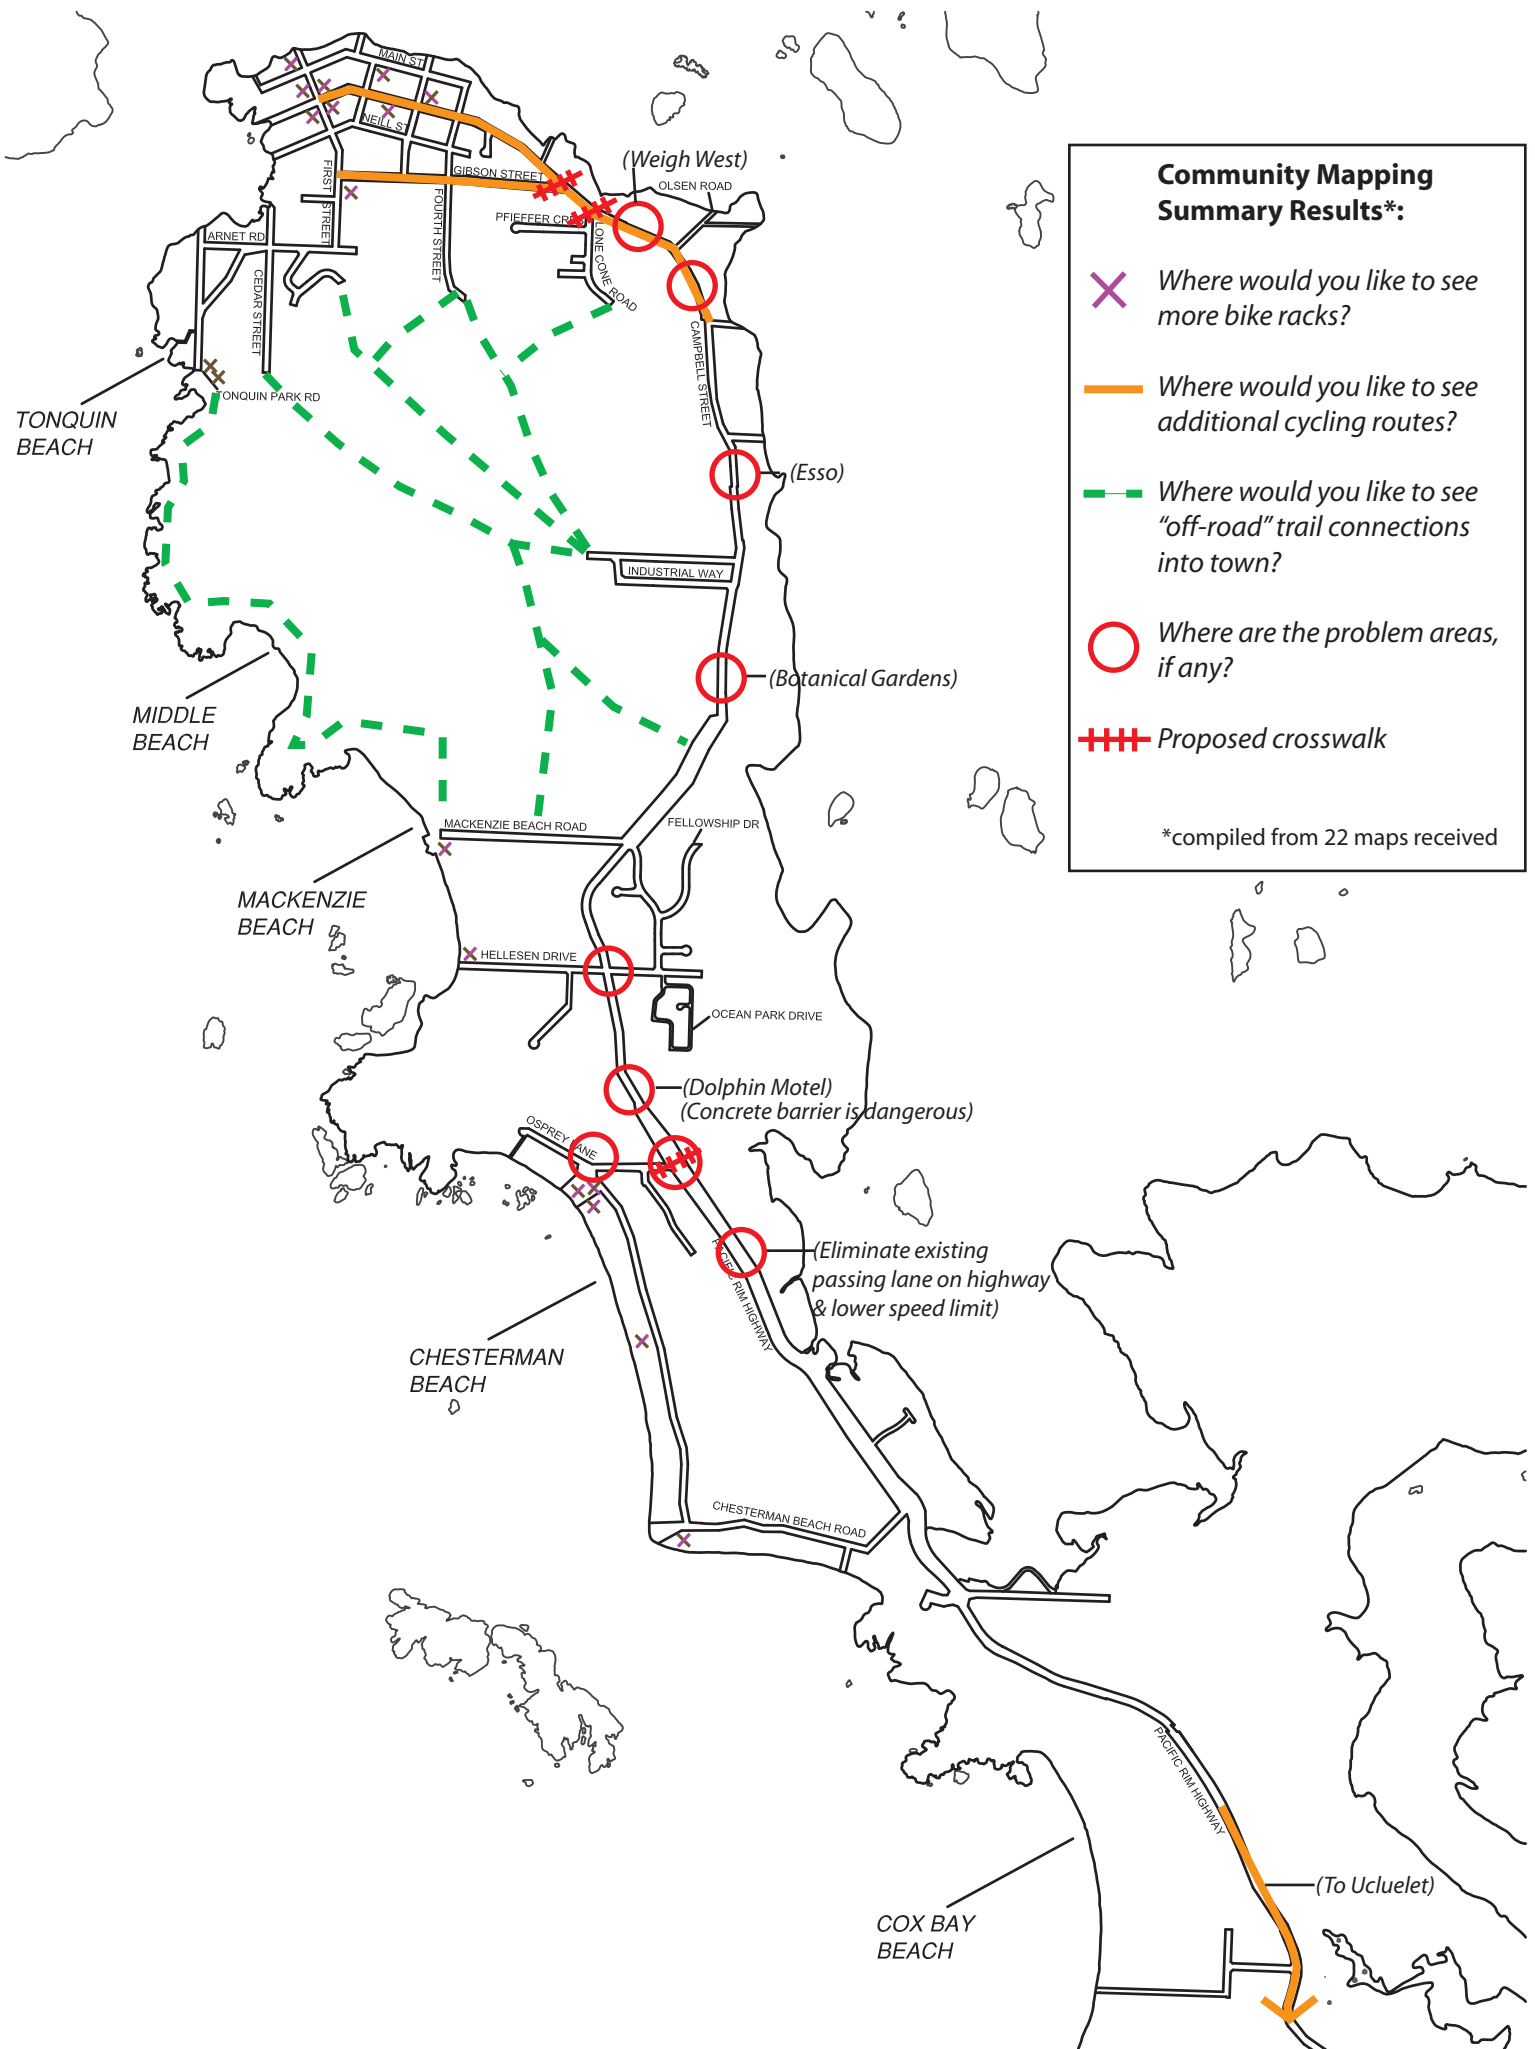 MAIN ST
NEILL ST
(Weigh West)
GIBSON STREET
OLSEN ROAD
FIRST STREET
FOURTH STREET
PFIEFFER CRES
LONE CONE ROAD
ARNET RD
CEDAR STREET
CAMPBELL STREET
TONQUIN PARK RD
TONQUIN
BEACH
(Esso)
INDUSTRIAL WAY
(Botanical Gardens)
MIDDLE
BEACH
MACKENZIE BEACH ROAD
FELLOWSHIP DR
MACKENZIE
BEACH
HELLESEN DRIVE
OCEAN PARK DRIVE
(Dolphin Motel)
(Concrete barrier is dangerous)
OSPREY LANE
PACIFIC RIM HIGHWAY
(Eliminate existing
passing lane on highway
& lower speed limit)
CHESTERMAN
BEACH
CHESTERMAN BEACH ROAD
PACIFIC RIM HIGHWAY
(To Ucluelet)
COX BAY
BEACH
Community Mapping
Summary Results*:
Where would you like to see
more bike racks?
Where would you like to see
additional cycling routes?
Where would you like to see
“off-road” trail connections
into town?
Where are the problem areas,
if any?
Proposed crosswalk
*compiled from 22 maps received